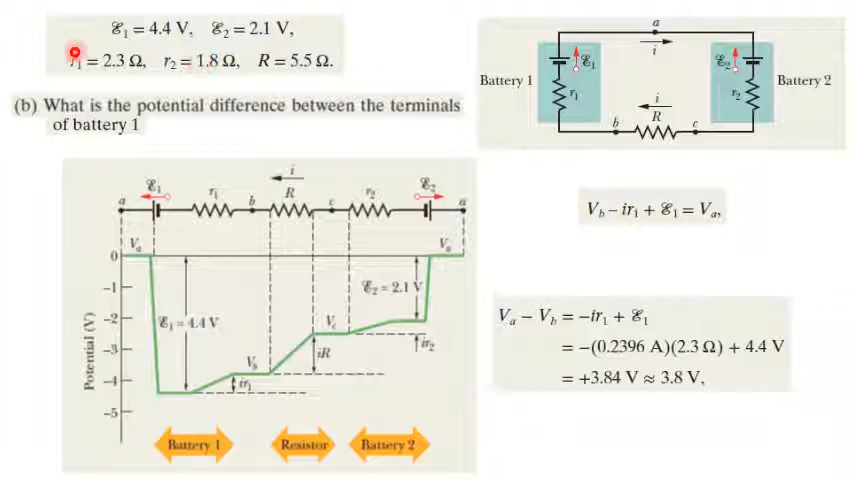 ℰ₁ = 4.4 V, ℰ₂ = 2.1 V,
r₁ = 2.3 Ω, r₂ = 1.8 Ω, R = 5.5 Ω.
(b) What is the potential difference between the terminals
of battery 1
a
i
Battery 1
ℰ₁
r₁
ℰ₂
r₂
Battery 2
i
b
R
c
i
a
ℰ₁
r₁
b
R
c
r₂
ℰ₂
a
Vₐ
Vₐ
0
-1
-2
-3
-4
-5
Potential (V)
ℰ₁ = 4.4 V
ℰ₂ = 2.1 V
V_b
V_c
ir₁
iR
ir₂
Battery 1
Resistor
Battery 2
V_b – ir₁ + ℰ₁ = Vₐ,
Vₐ – V_b = –ir₁ + ℰ₁
= –(0.2396 A)(2.3 Ω) + 4.4 V
= +3.84 V ≈ 3.8 V,